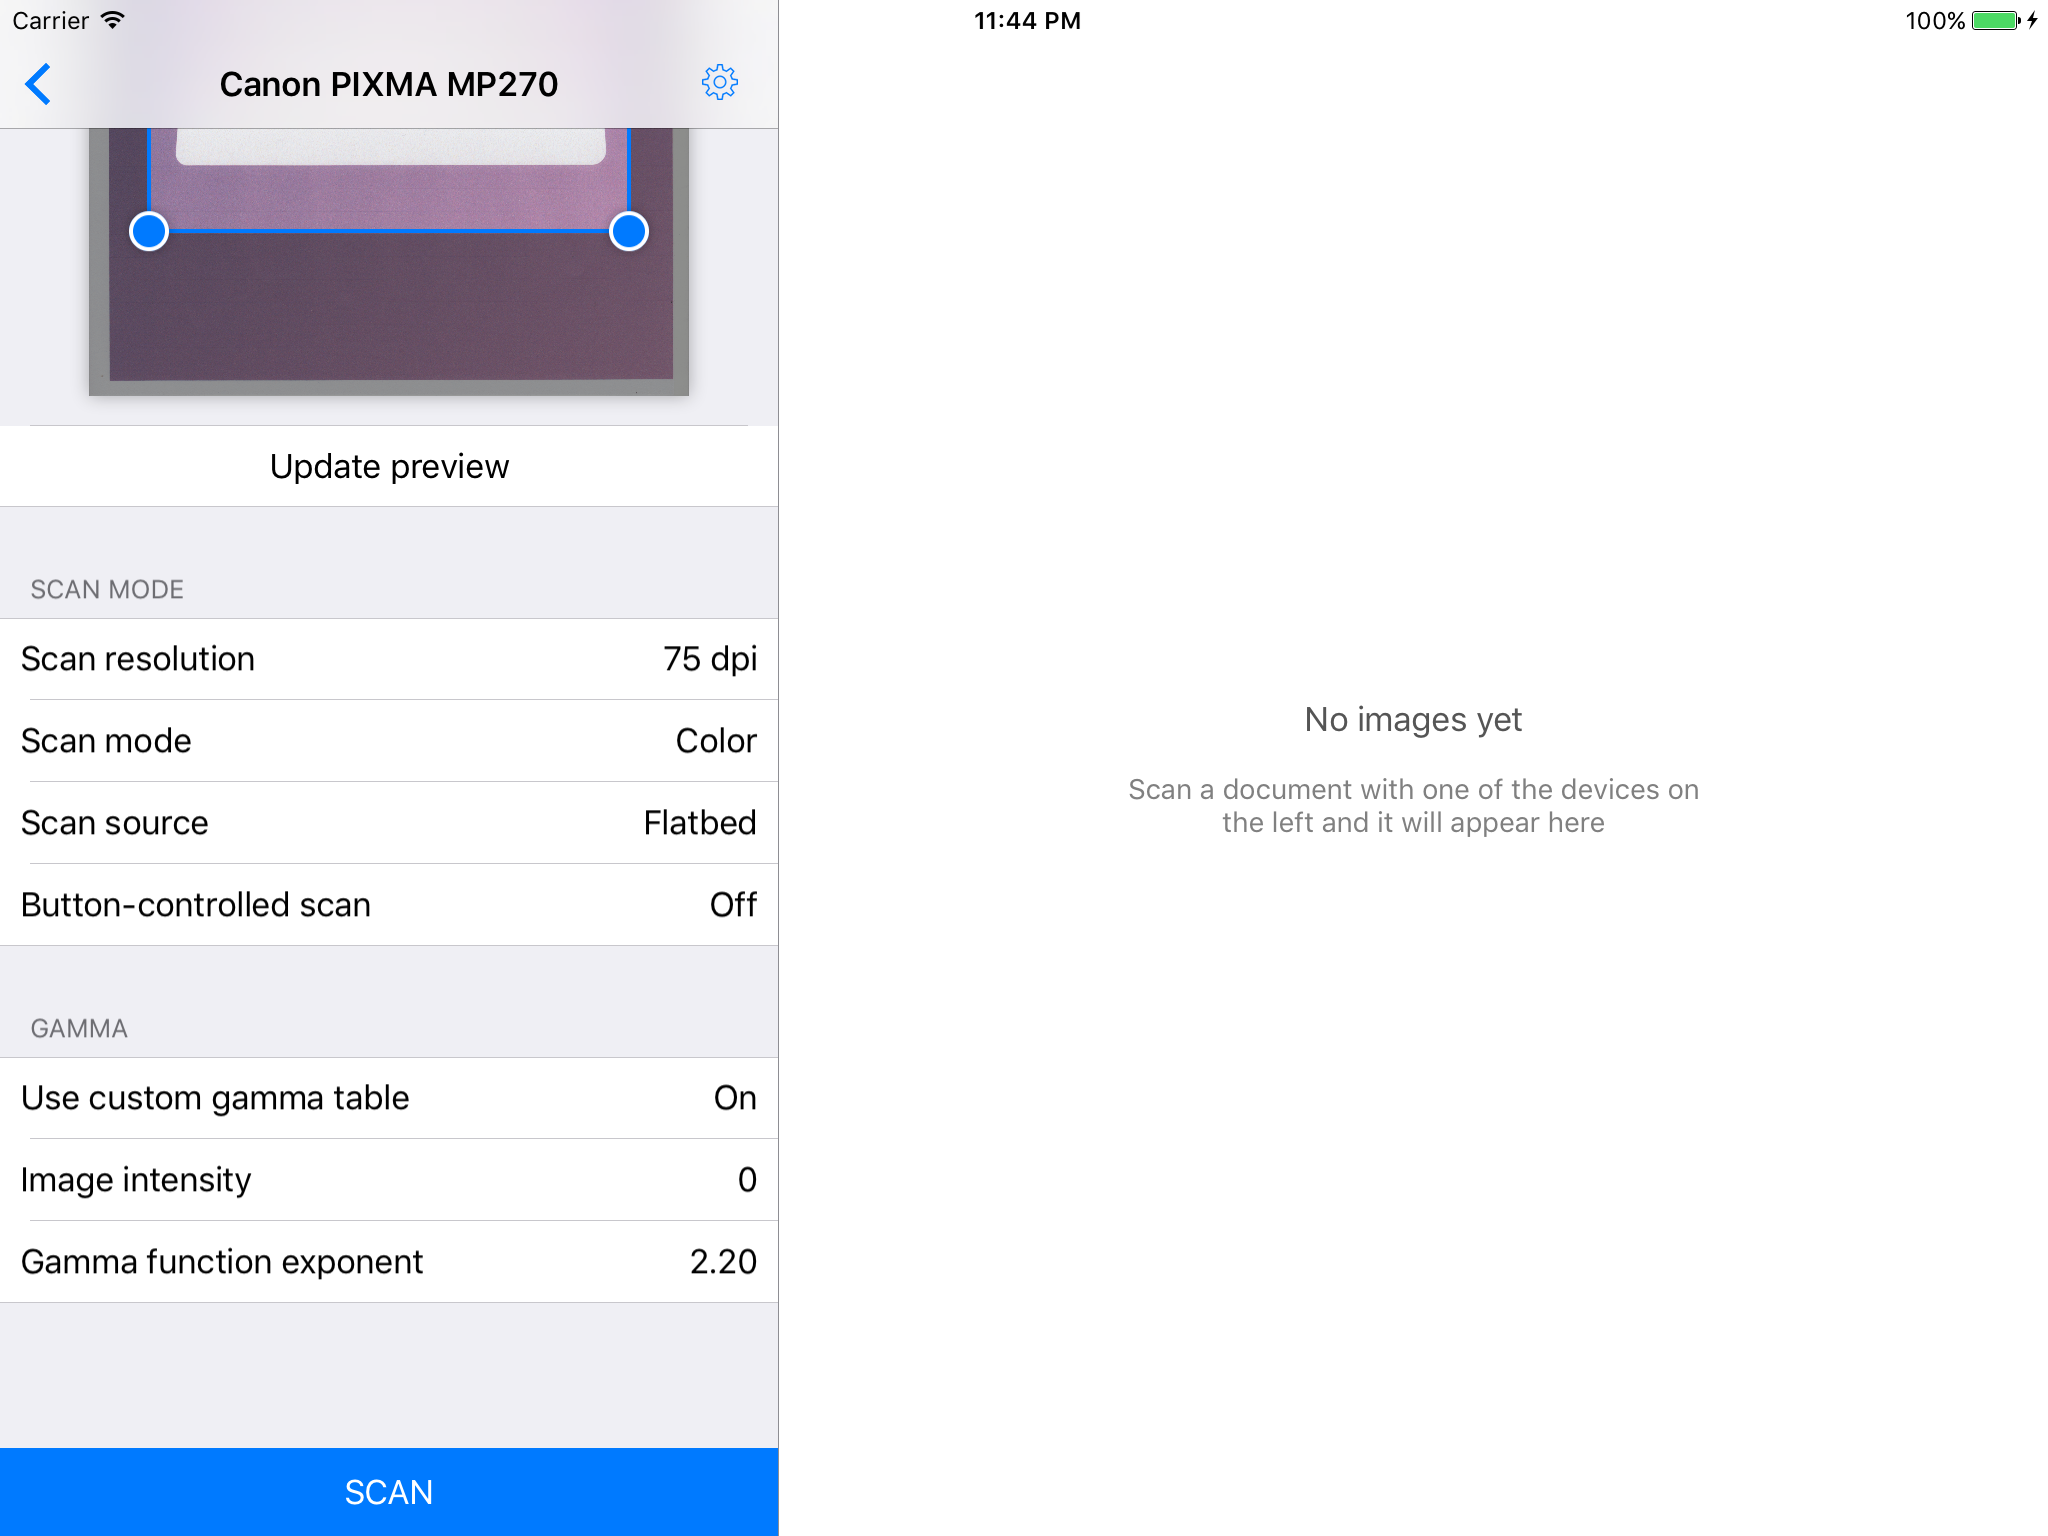 Carrier
11:44 PM
100%
Canon PIXMA MP270
Update preview
SCAN MODE
Scan resolution 75 dpi
Scan mode Color
Scan source Flatbed
Button-controlled scan Off
GAMMA
Use custom gamma table On
Image intensity 0
Gamma function exponent 2.20
SCAN
No images yet
Scan a document with one of the devices on
the left and it will appear here